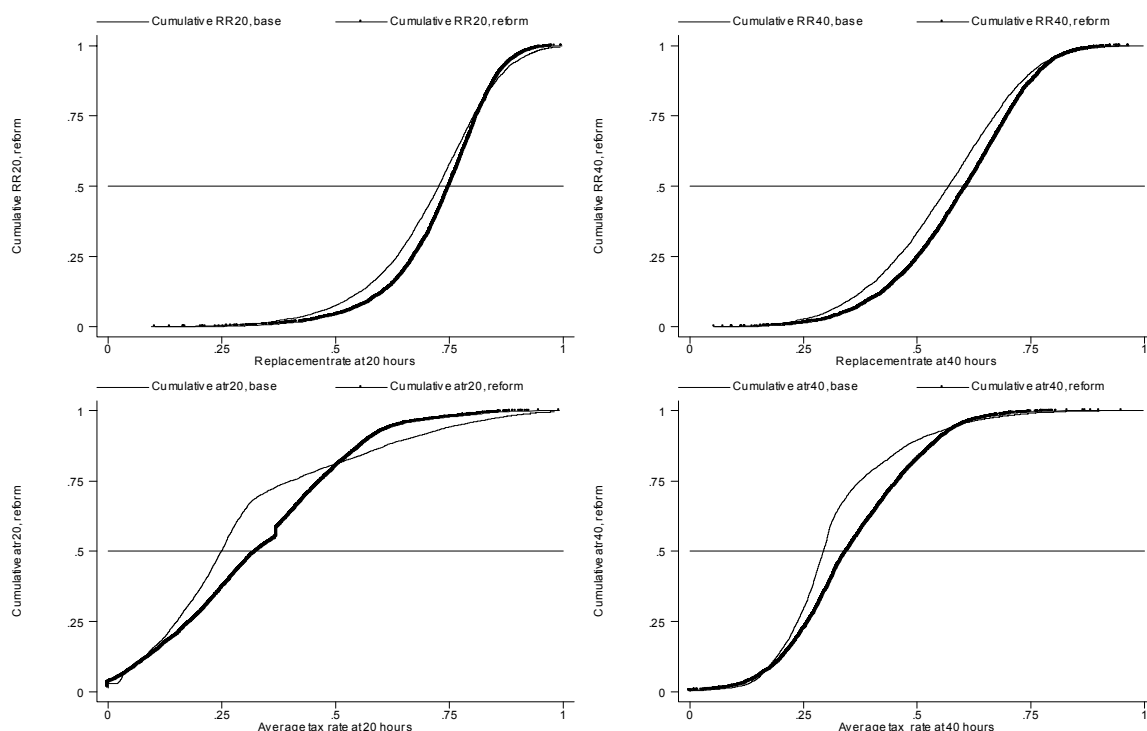 Cumulative RR20, base
Cumulative RR20, reform
Cumulative RR20, reform
1
.75
.5
.25
0
0
.25
.5
.75
1
Replacement rate at 20 hours
Cumulative RR40, base
Cumulative RR40, reform
Cumulative RR40, reform
1
.75
.5
.25
0
0
.25
.5
.75
1
Replacement rate at 40 hours
Cumulative atr20, base
Cumulative atr20, reform
Cumulative atr20, reform
1
.75
.5
.25
0
0
.25
.5
.75
1
Average tax rate at 20 hours
Cumulative atr40, base
Cumulative atr40, reform
Cumulative atr40, reform
1
.75
.5
.25
0
0
.25
.5
.75
1
Average tax rate at 40 hours